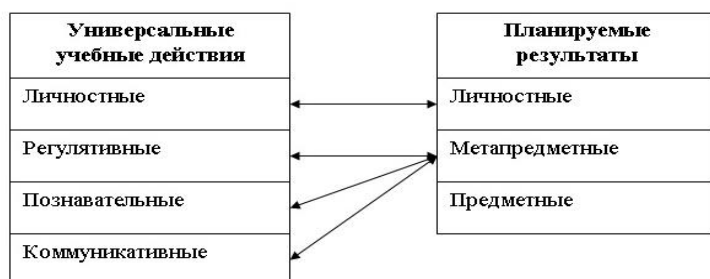 Универсальные
учебные действия
Личностные
Регулятивные
Познавательные
Коммуникативные
Планируемые
результаты
Личностные
Метапредметные
Предметные